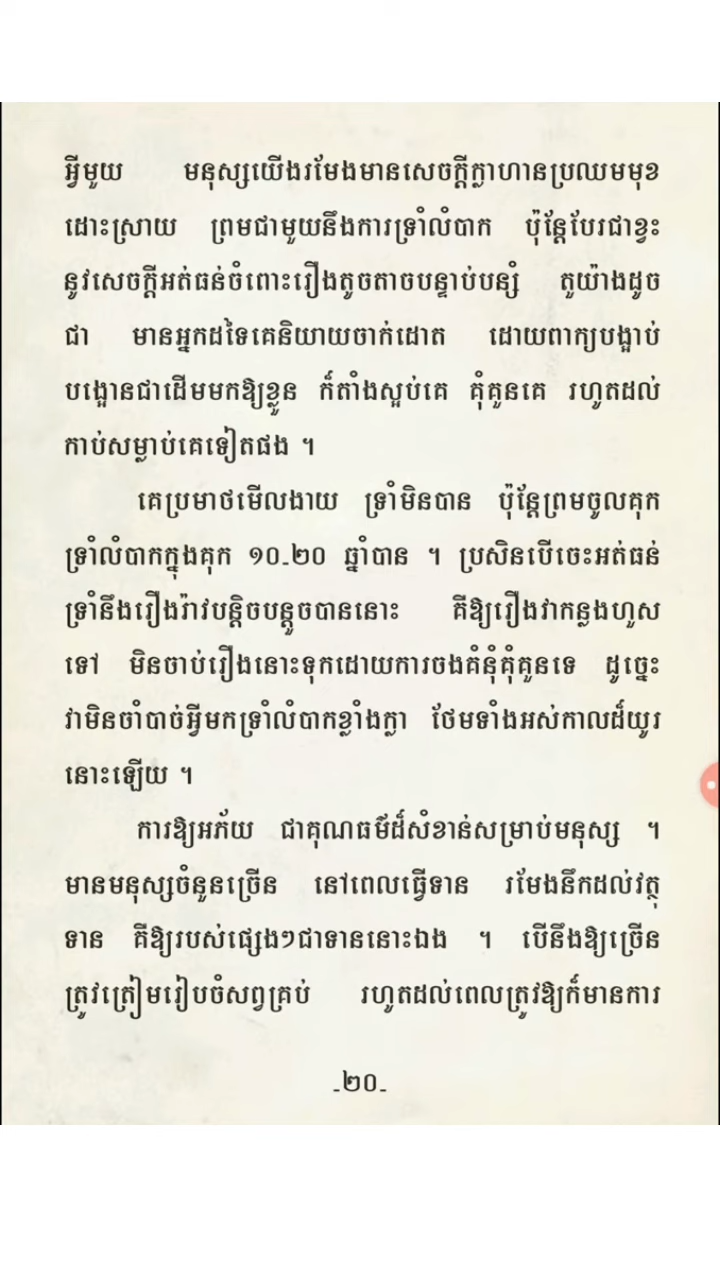 អ្វីមួយ មនុស្សយើងរមែងមានសេចក្តីក្លាហានប្រឈមមុខ
ដោះស្រាយ ព្រមជាមួយនឹងការទ្រាំលំបាក ប៉ុន្តែបែរជាខ្វះ
នូវសេចក្តីអត់ធន់ចំពោះរឿងតូចតាចបន្ទាប់បន្សំ តួយ៉ាងដូច
ជា មានអ្នកដទៃគេនិយាយចាក់ដោត ដោយពាក្យបង្អាប់
បង្អោនជាដើមមកឱ្យខ្លួន ក៏តាំងស្អប់គេ គុំគួនគេ រហូតដល់
កាប់សម្លាប់គេទៀតផង ។
គេប្រមាថមើលងាយ ទ្រាំមិនបាន ប៉ុន្តែព្រមចូលគុក
ទ្រាំលំបាកក្នុងគុក ១០-២០ ឆ្នាំបាន ។ ប្រសិនបើចេះអត់ធន់
ទ្រាំនឹងរឿងរ៉ាវបន្តិចបន្តួចបាននោះ គឺឱ្យរឿងវាកន្លងហួស
ទៅ មិនចាប់រឿងនោះទុកដោយការចងគំនុំគុំគួនទេ ដូច្នេះ
វាមិនចាំបាច់អ្វីមកទ្រាំលំបាកខ្លាំងក្លា ថែមទាំងអស់កាលដ៏យូរ
នោះឡើយ ។
ការឱ្យអភ័យ ជាគុណធម៌ដ៏សំខាន់សម្រាប់មនុស្ស ។
មានមនុស្សចំនួនច្រើន នៅពេលធ្វើទាន រមែងនឹកដល់វត្ថុ
ទាន គឺឱ្យរបស់ផ្សេងៗជាទាននោះឯង ។ បើនឹងឱ្យច្រើន
ត្រូវត្រៀមរៀបចំសព្វគ្រប់ រហូតដល់ពេលត្រូវឱ្យក៏មានការ
-២០-